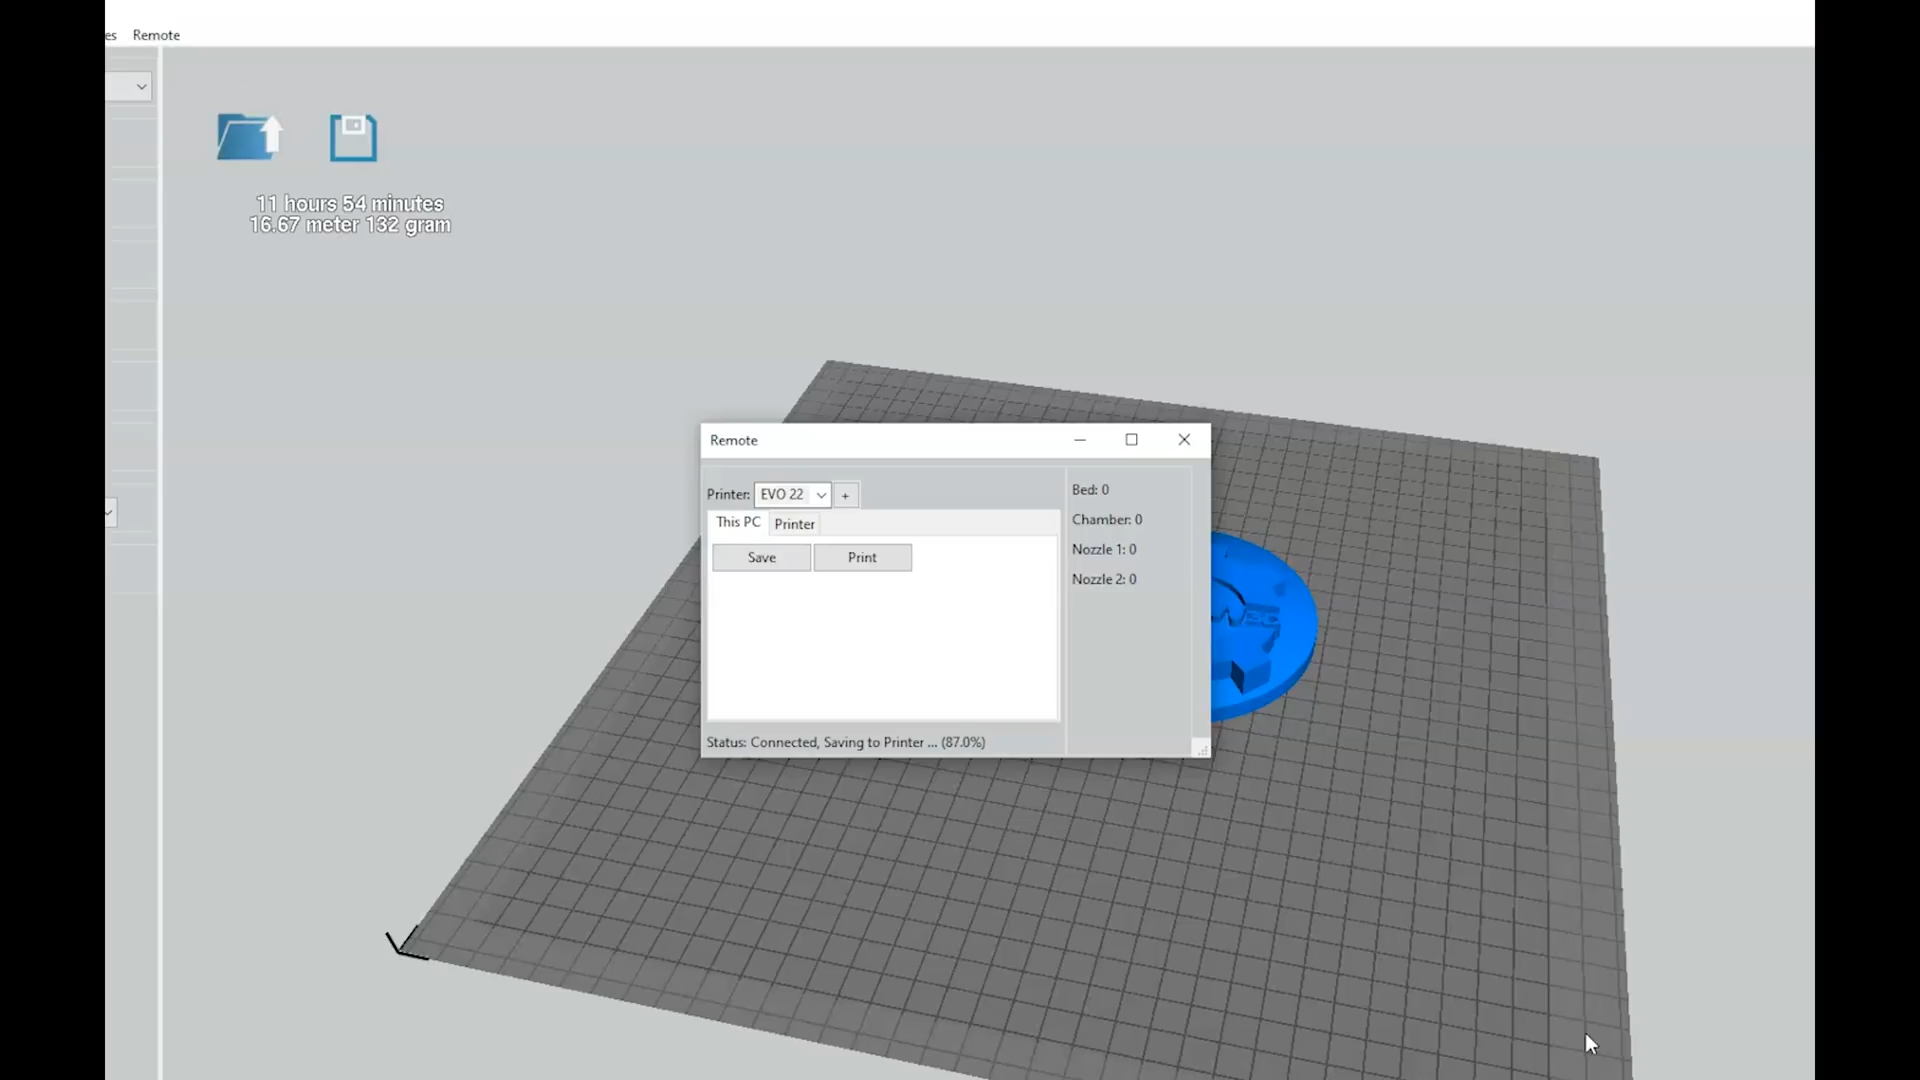 es Remote
11 hours 54 minutes
16.67 meter 132 gram
Remote
Printer: EVO 22 +
This PC Printer
Save Print
Status: Connected, Saving to Printer ... (87.0%)
Bed: 0
Chamber: 0
Nozzle 1: 0
Nozzle 2: 0